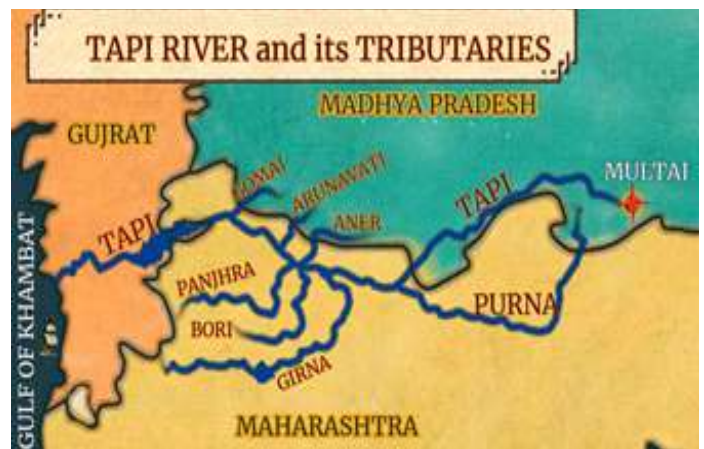 TAPI RIVER and its TRIBUTARIES
MADHYA PRADESH
GUJRAT
MULTAI
GOMAI
ARUNAVATI
TAPI
ANER
TAPI
PANJHRA
PURNA
BORI
GIRNA
GULF OF KHAMBAT
MAHARASHTRA